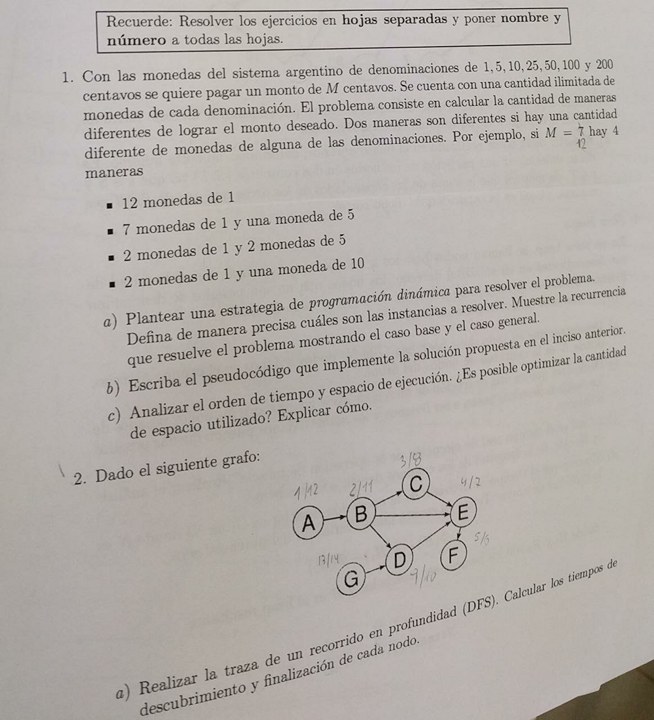 Recuerde: Resolver los ejercicios en hojas separadas y poner nombre y
número a todas las hojas.
1. Con las monedas del sistema argentino de denominaciones de 1, 5, 10, 25, 50, 100 y 200
centavos se quiere pagar un monto de M centavos. Se cuenta con una cantidad ilimitada de
monedas de cada denominación. El problema consiste en calcular la cantidad de maneras
diferentes de lograr el monto deseado. Dos maneras son diferentes si hay una cantidad
diferente de monedas de alguna de las denominaciones. Por ejemplo, si M = 7 hay 4
12
maneras
▪ 12 monedas de 1
▪ 7 monedas de 1 y una moneda de 5
▪ 2 monedas de 1 y 2 monedas de 5
▪ 2 monedas de 1 y una moneda de 10
a) Plantear una estrategia de programación dinámica para resolver el problema.
Defina de manera precisa cuáles son las instancias a resolver. Muestre la recurrencia
que resuelve el problema mostrando el caso base y el caso general.
b) Escriba el pseudocódigo que implemente la solución propuesta en el inciso anterior.
c) Analizar el orden de tiempo y espacio de ejecución. ¿Es posible optimizar la cantidad
de espacio utilizado? Explicar cómo.
2. Dado el siguiente grafo:
1/12 2/11
A B C E
G D F
13/14 9/10
a) Realizar la traza de un recorrido en profundidad (DFS). Calcular los tiempos de
descubrimiento y finalización de cada nodo.